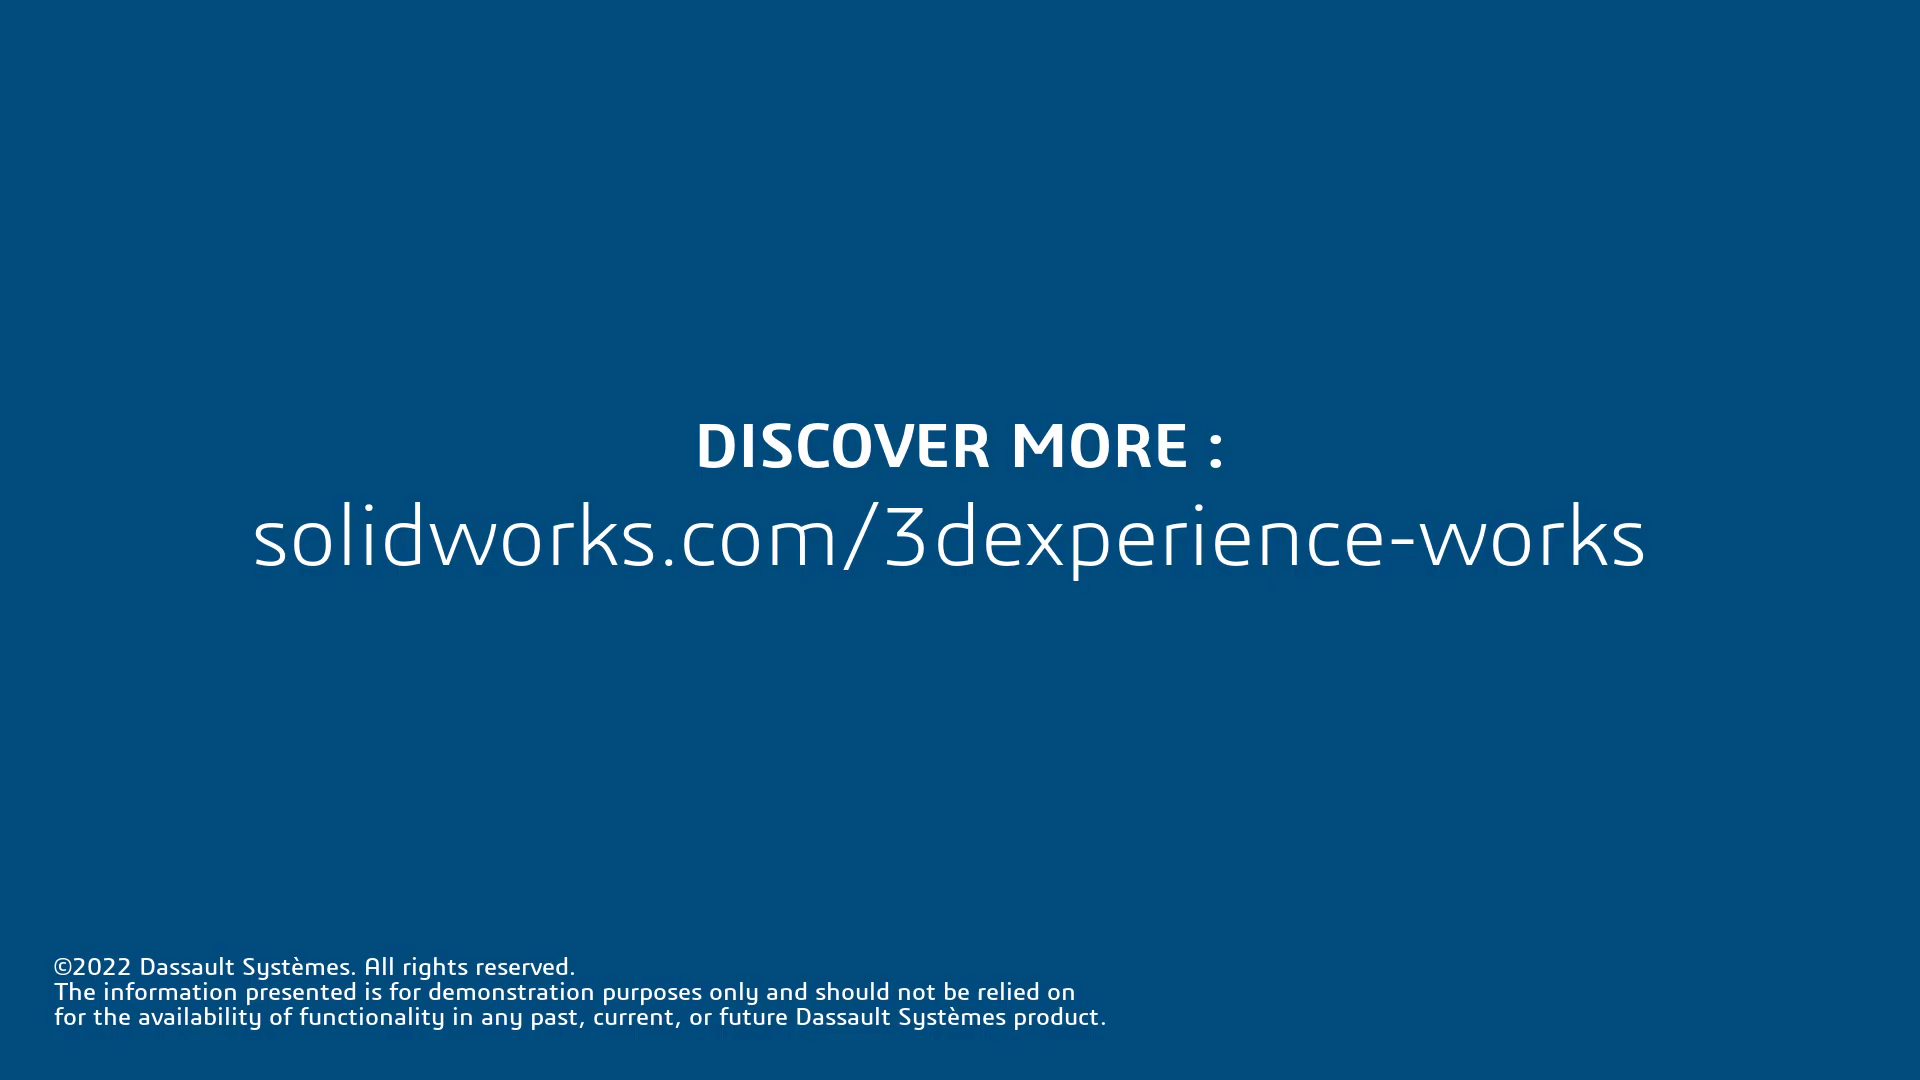 DISCOVER MORE :
solidworks.com/3dexperience-works
©2022 Dassault Systèmes. All rights reserved.
The information presented is for demonstration purposes only and should not be relied on
for the availability of functionality in any past, current, or future Dassault Systèmes product.